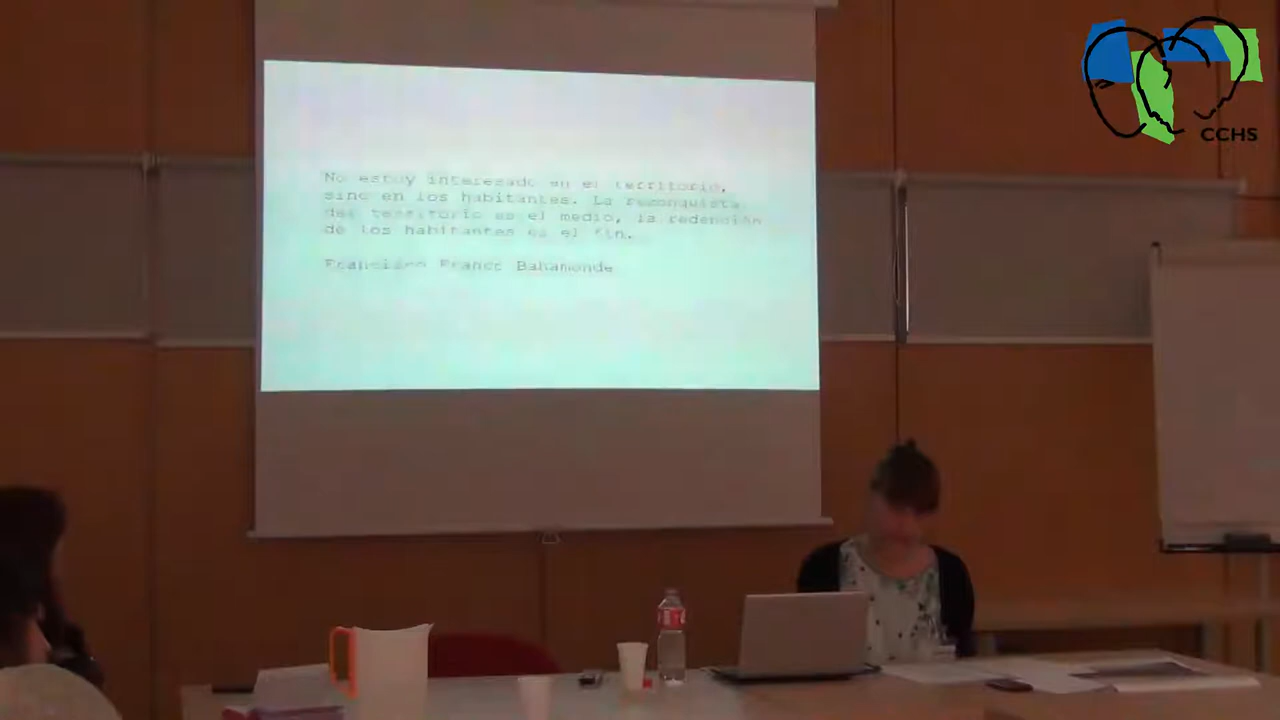 No estoy interesado en el territorio,
sino en los habitantes. La reconquista
del territorio es el medio, la redención
de los habitantes es el fin.
Francisco Franco Bahamonde
CCHS